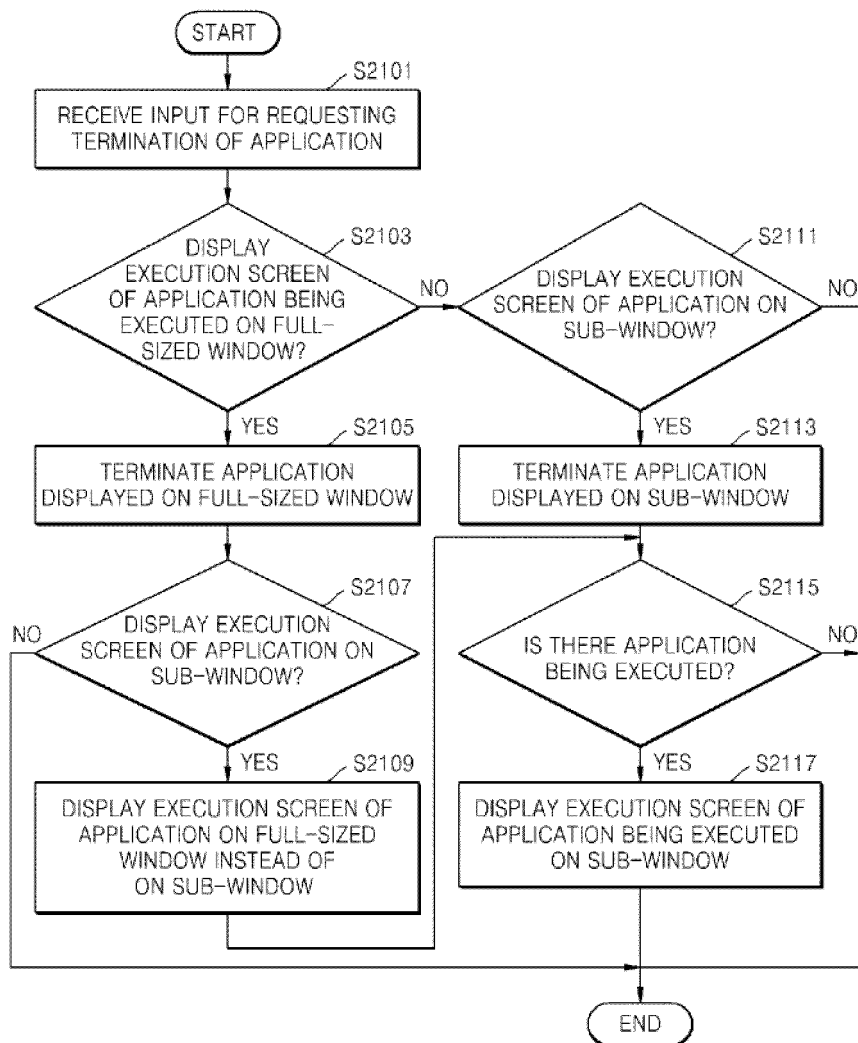 START
S2101
RECEIVE INPUT FOR REQUESTING
TERMINATION OF APPLICATION
S2103
DISPLAY
EXECUTION SCREEN
OF APPLICATION BEING
EXECUTED ON FULL-
SIZED WINDOW?
NO
YES
S2105
TERMINATE APPLICATION
DISPLAYED ON FULL-SIZED WINDOW
S2107
DISPLAY EXECUTION
SCREEN OF APPLICATION ON
SUB-WINDOW?
NO
YES
S2109
DISPLAY EXECUTION SCREEN OF
APPLICATION ON FULL-SIZED
WINDOW INSTEAD OF
ON SUB-WINDOW
S2111
DISPLAY EXECUTION
SCREEN OF APPLICATION ON
SUB-WINDOW?
NO
YES
S2113
TERMINATE APPLICATION
DISPLAYED ON SUB-WINDOW
S2115
IS THERE APPLICATION
BEING EXECUTED?
NO
YES
S2117
DISPLAY EXECUTION SCREEN OF
APPLICATION BEING EXECUTED
ON SUB-WINDOW
END